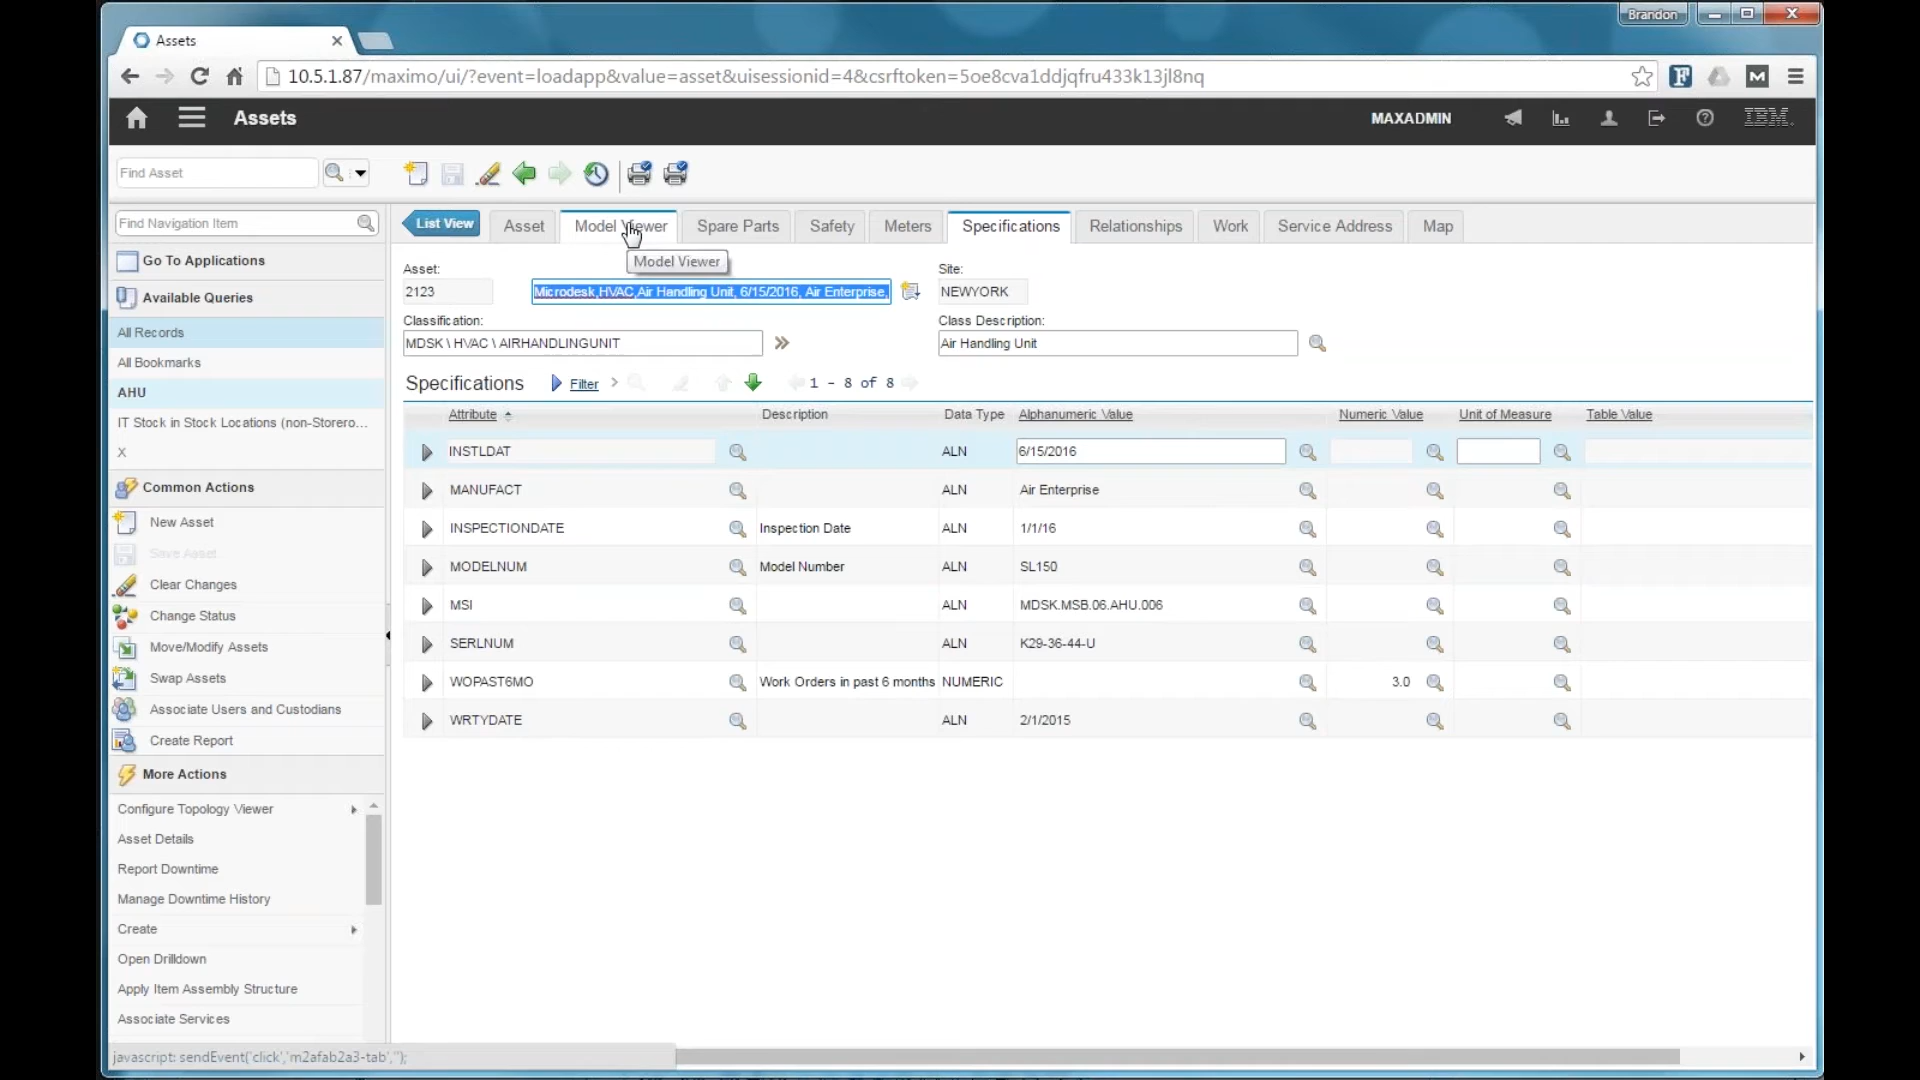 Brandon
Assets
10.5.1.87/maximo/ui/?event=loadapp&value=asset&uisessionid=4&csrftoken=5oe8cva1ddjqfru433k13jl8nq
Assets
MAXADMIN
IBM.
Find Asset
Find Navigation Item
Go To Applications
Available Queries
All Records
All Bookmarks
AHU
IT Stock in Stock Locations (non-Storero...
X
Common Actions
New Asset
Save Asset
Clear Changes
Change Status
Move/Modify Assets
Swap Assets
Associate Users and Custodians
Create Report
More Actions
Configure Topology Viewer
Asset Details
Report Downtime
Manage Downtime History
Create
Open Drilldown
Apply Item Assembly Structure
Associate Services
List View Asset Model Viewer Spare Parts Safety Meters Specifications Relationships Work Service Address Map
Model Viewer
Asset: Site:
2123 Microdesk,HVAC,Air Handling Unit, 6/15/2016, Air Enterprise, NEWYORK
Classification: Class Description:
MDSK \ HVAC \ AIRHANDLINGUNIT Air Handling Unit
Specifications Filter 1 - 8 of 8
Attribute Description Data Type Alphanumeric Value Numeric Value Unit of Measure Table Value
INSTLDAT ALN 6/15/2016
MANUFACT ALN Air Enterprise
INSPECTIONDATE Inspection Date ALN 1/1/16
MODELNUM Model Number ALN SL150
MSI ALN MDSK.MSB.06.AHU.006
SERLNUM ALN K29-36-44-U
WOPAST6MO Work Orders in past 6 months NUMERIC 3.0
WRTYDATE ALN 2/1/2015
javascript: sendEvent('click','m2afab2a3-tab','');